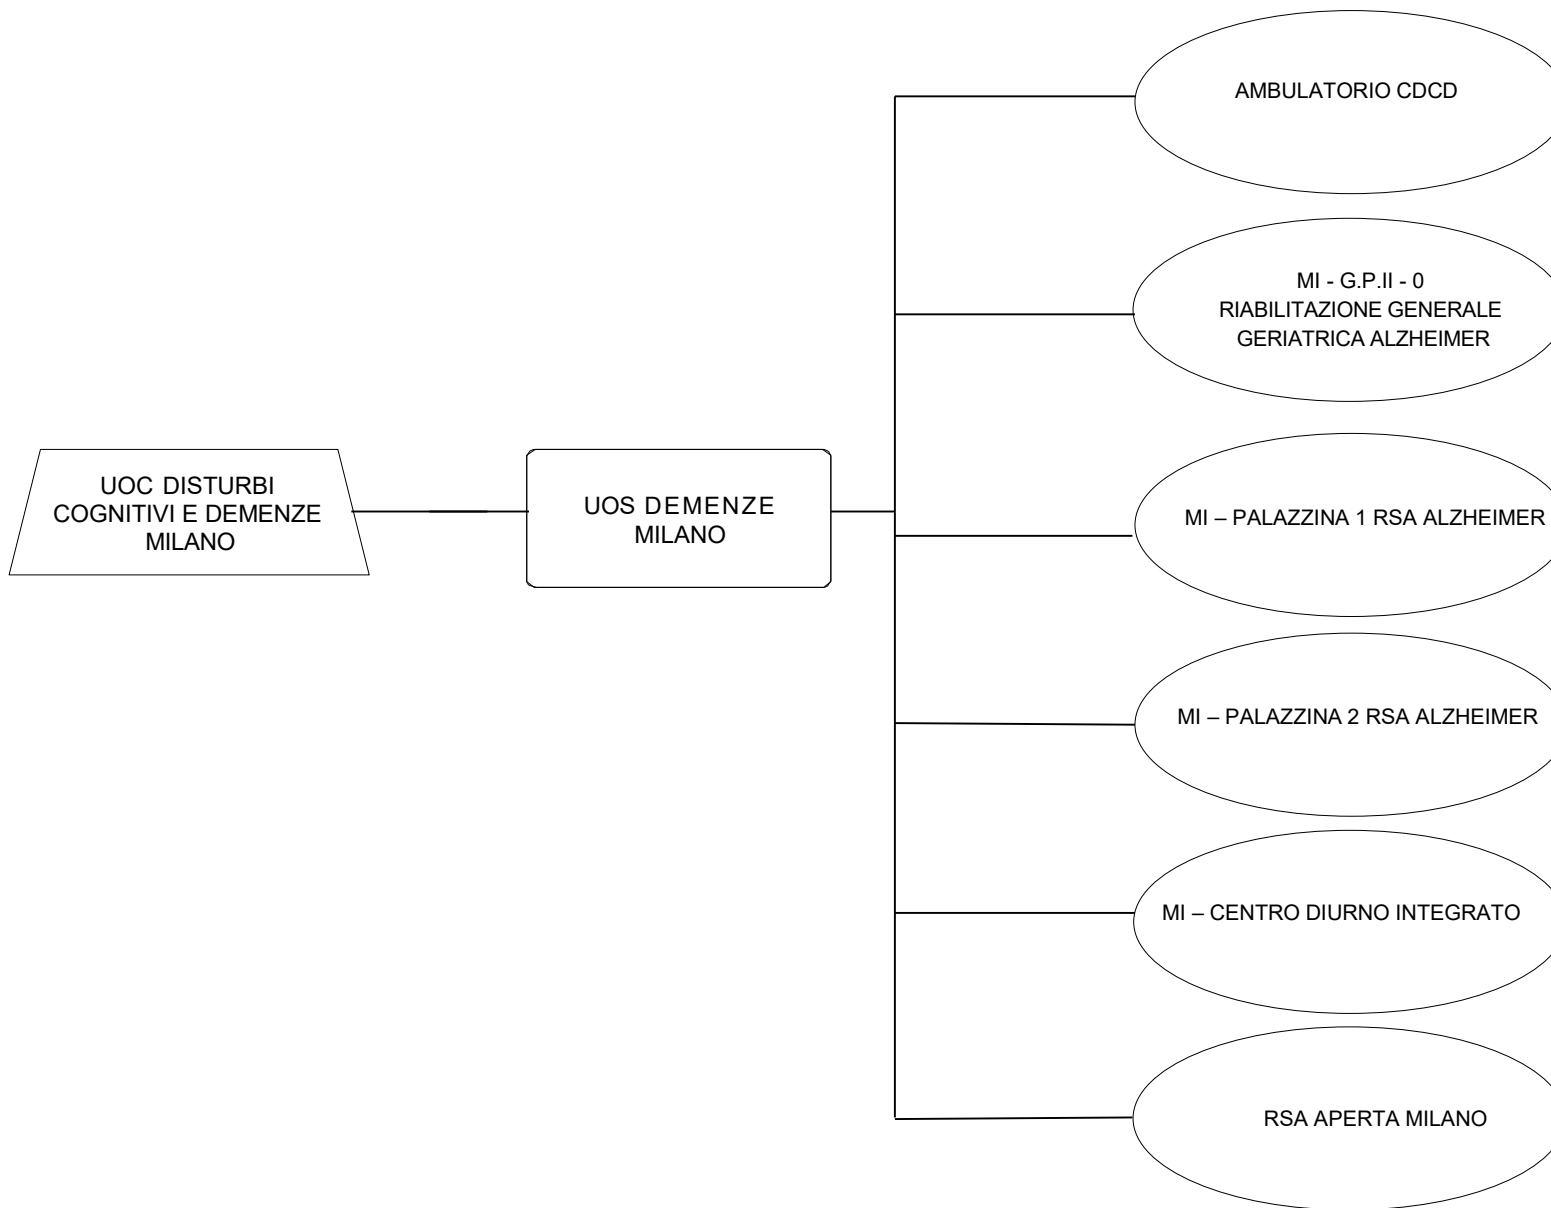 AMBULATORIO CDCD
MI - G.P.II - 0
RIABILITAZIONE GENERALE
GERIATRICA ALZHEIMER
UOC DISTURBI
COGNITIVI E DEMENZE
MILANO
UOS DEMENZE
MILANO
MI – PALAZZINA 1 RSA ALZHEIMER
MI – PALAZZINA 2 RSA ALZHEIMER
MI – CENTRO DIURNO INTEGRATO
RSA APERTA MILANO